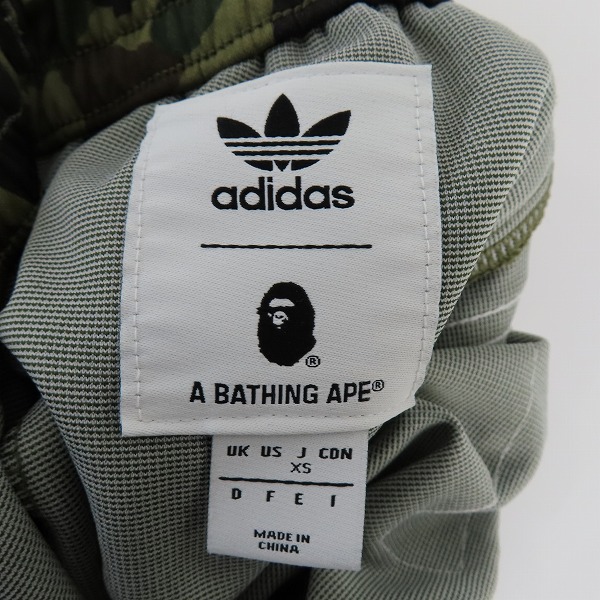 adidas
®
A BATHING APE®
UK US J CDN
XS
D F E I
MADE IN
CHINA